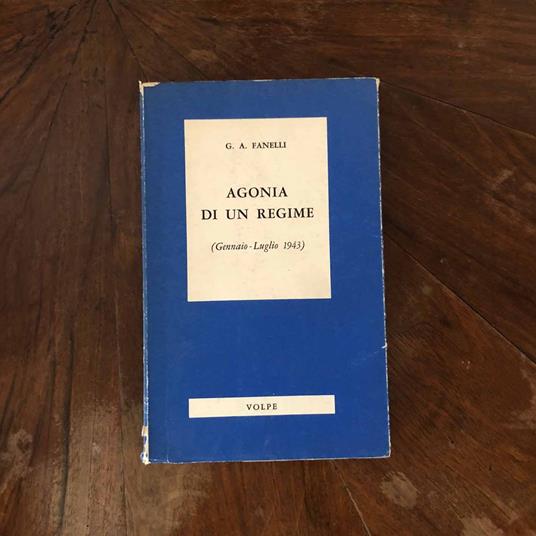 G. A. FANELLI
AGONIA
DI UN REGIME
(Gennaio-Luglio 1943)
VOLPE